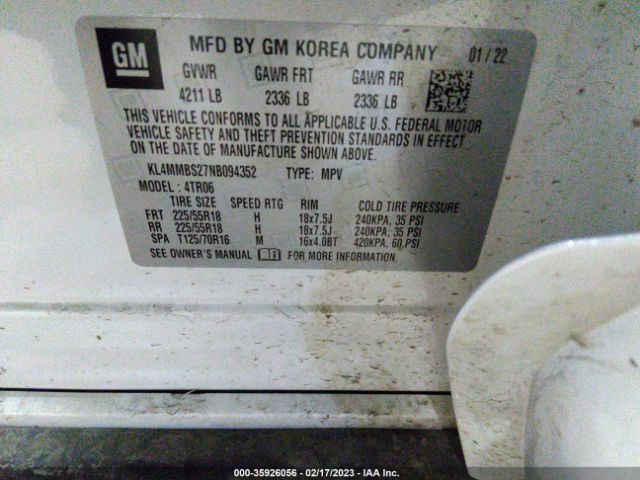 GM
MFD BY GM KOREA COMPANY 01/22
GVWR GAWR FRT GAWR RR
4211 LB 2336 LB 2336 LB
THIS VEHICLE CONFORMS TO ALL APPLICABLE U.S. FEDERAL MOTOR
VEHICLE SAFETY AND THEFT PREVENTION STANDARDS IN EFFECT
ON THE DATE OF MANUFACTURE SHOWN ABOVE.
KL4MMBS27NB094352 TYPE: MPV
MODEL : 4TR06
TIRE SIZE SPEED RTG RIM COLD TIRE PRESSURE
FRT 225/55R18 H 18x7.5J 240KPA. 35 PSI
RR 225/55R18 H 18x7.5J 240KPA. 35 PSI
SPA T125/70R16 M 16x4.0BT 420KPA. 60 PSI
SEE OWNER'S MANUAL FOR MORE INFORMATION
000-35926056 - 02/17/2023 - IAA Inc.